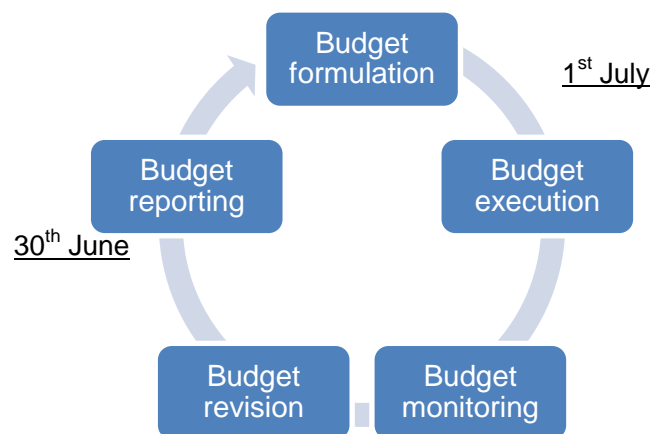 Budget
formulation
1st July
Budget
execution
Budget
monitoring
Budget
revision
30th June
Budget
reporting